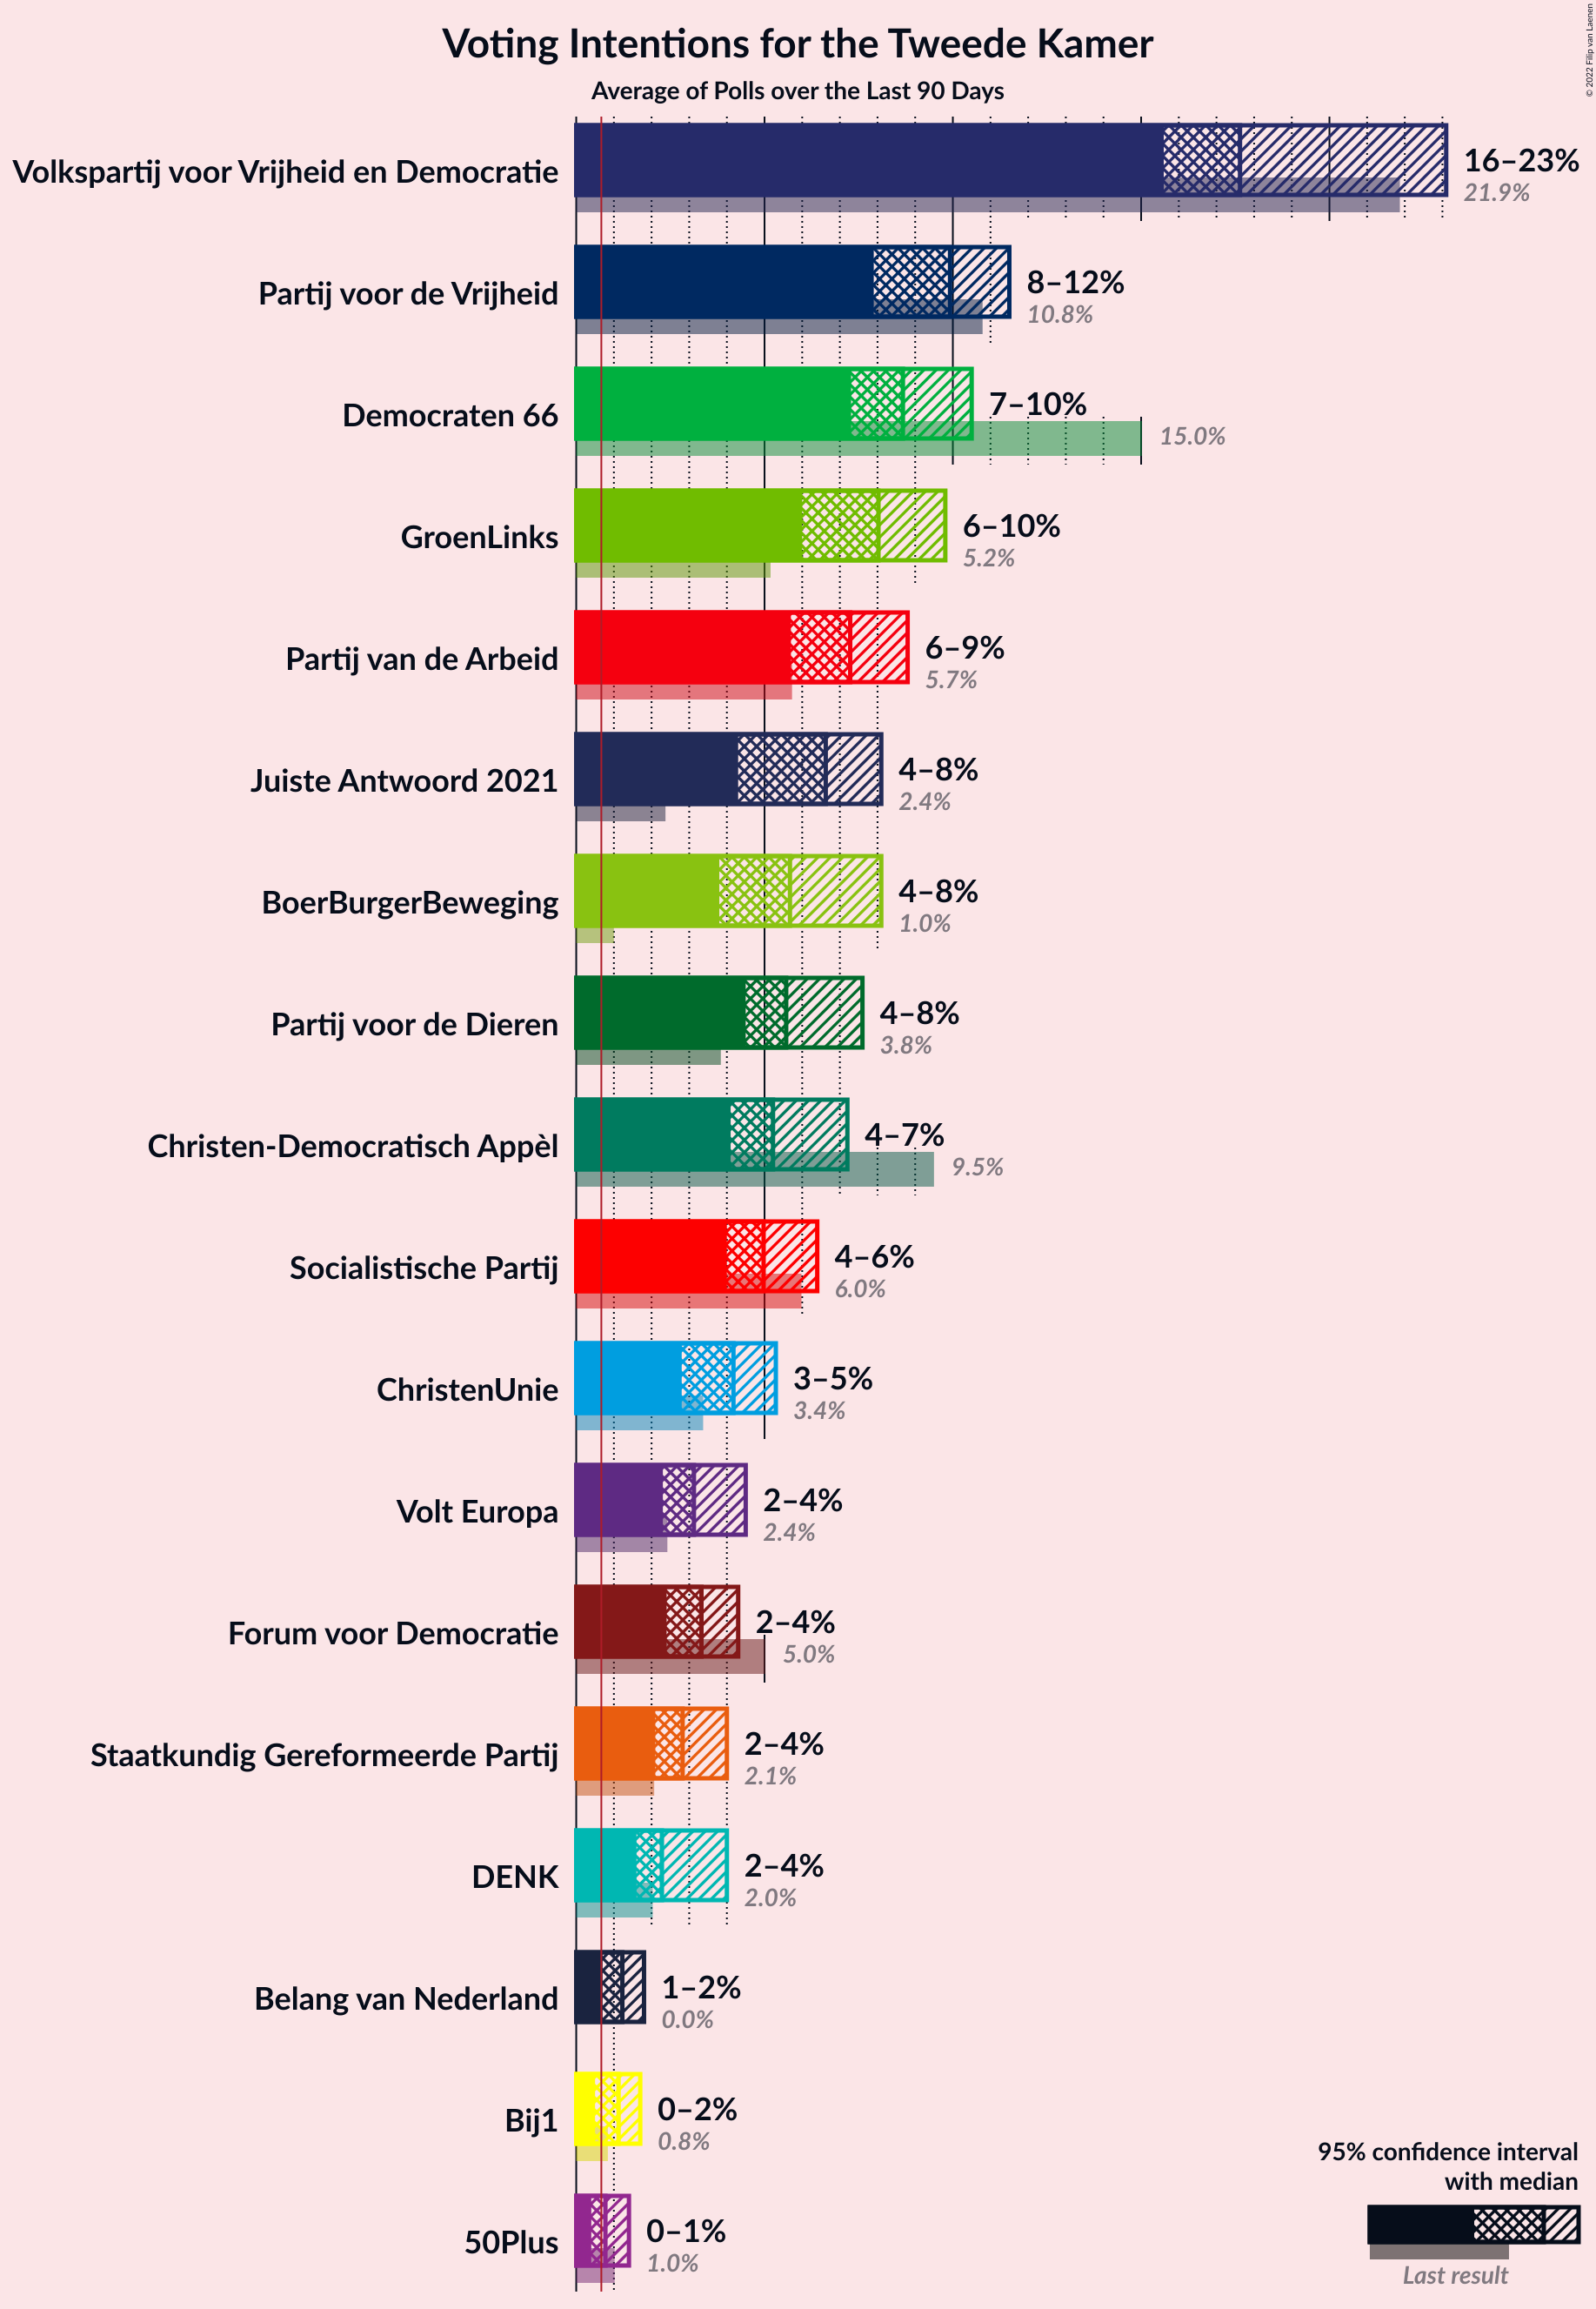 Voting Intentions for the Tweede Kamer
Average of Polls over the Last 90 Days
© 2022 Filip van Laenen
Volkspartij voor Vrijheid en Democratie
16–23%
21.9%
Partij voor de Vrijheid
8–12%
10.8%
Democraten 66
7–10%
15.0%
GroenLinks
6–10%
5.2%
Partij van de Arbeid
6–9%
5.7%
Juiste Antwoord 2021
4–8%
2.4%
BoerBurgerBeweging
4–8%
1.0%
Partij voor de Dieren
4–8%
3.8%
Christen-Democratisch Appèl
4–7%
9.5%
Socialistische Partij
4–6%
6.0%
ChristenUnie
3–5%
3.4%
Volt Europa
2–4%
2.4%
Forum voor Democratie
2–4%
5.0%
Staatkundig Gereformeerde Partij
2–4%
2.1%
DENK
2–4%
2.0%
Belang van Nederland
1–2%
0.0%
Bij1
0–2%
0.8%
50Plus
0–1%
1.0%
95% confidence interval
with median
Last result